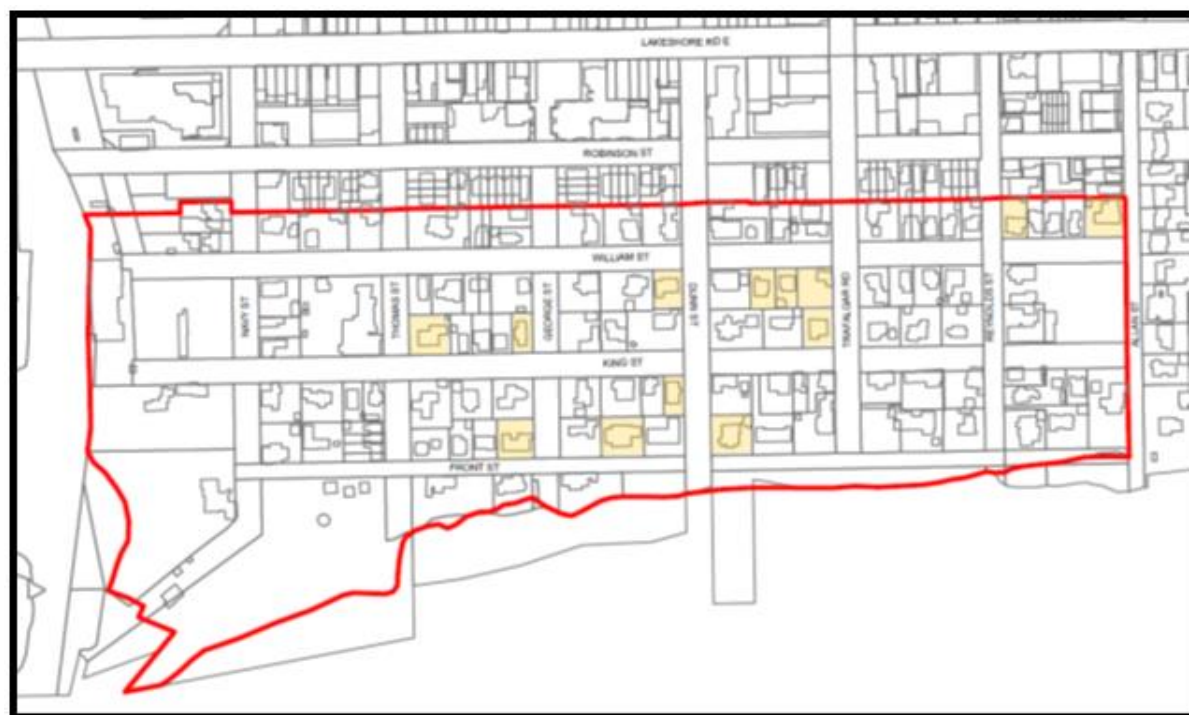 LAKESHORE RD E
ROBINSON ST
WILLIAM ST
NAVY ST
THOMAS ST
GEORGE ST
DUNN ST
TRAFALGAR RD
REYNOLDS ST
ALLAN ST
KING ST
FRONT ST